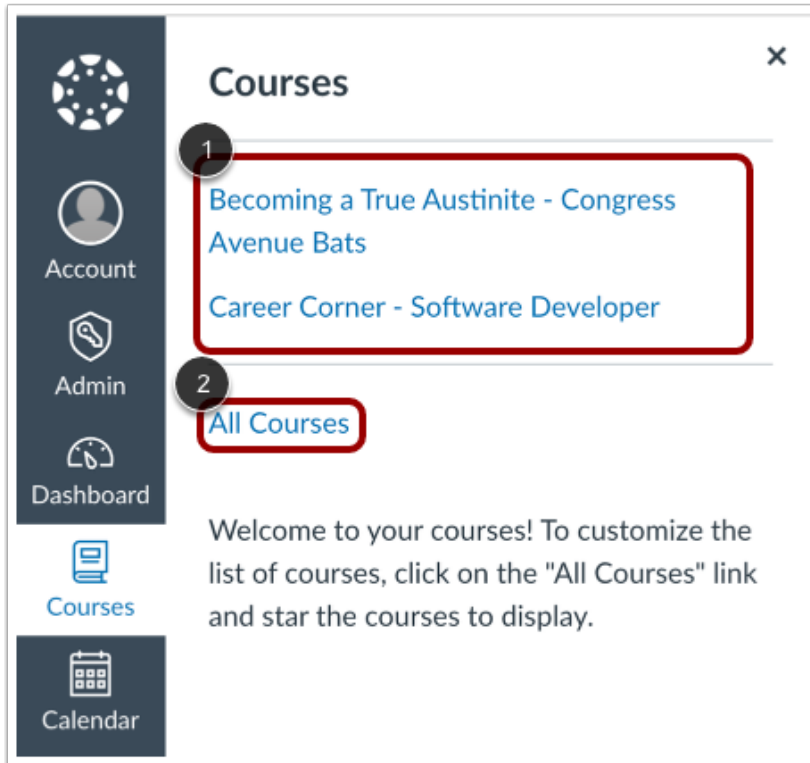 Courses
1
Becoming a True Austinite - Congress
Avenue Bats
Career Corner - Software Developer
2
All Courses
Welcome to your courses! To customize the
list of courses, click on the "All Courses" link
and star the courses to display.
Account
Admin
Dashboard
Courses
Calendar